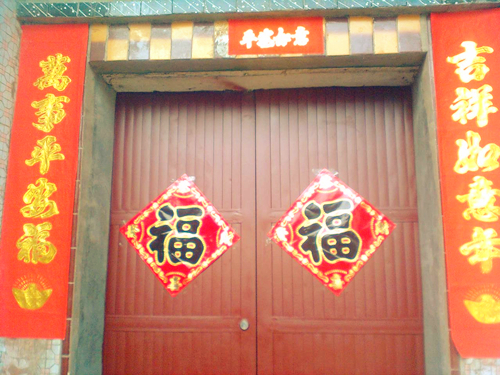 平安如意
吉祥如意年
萬事平安福
福
福